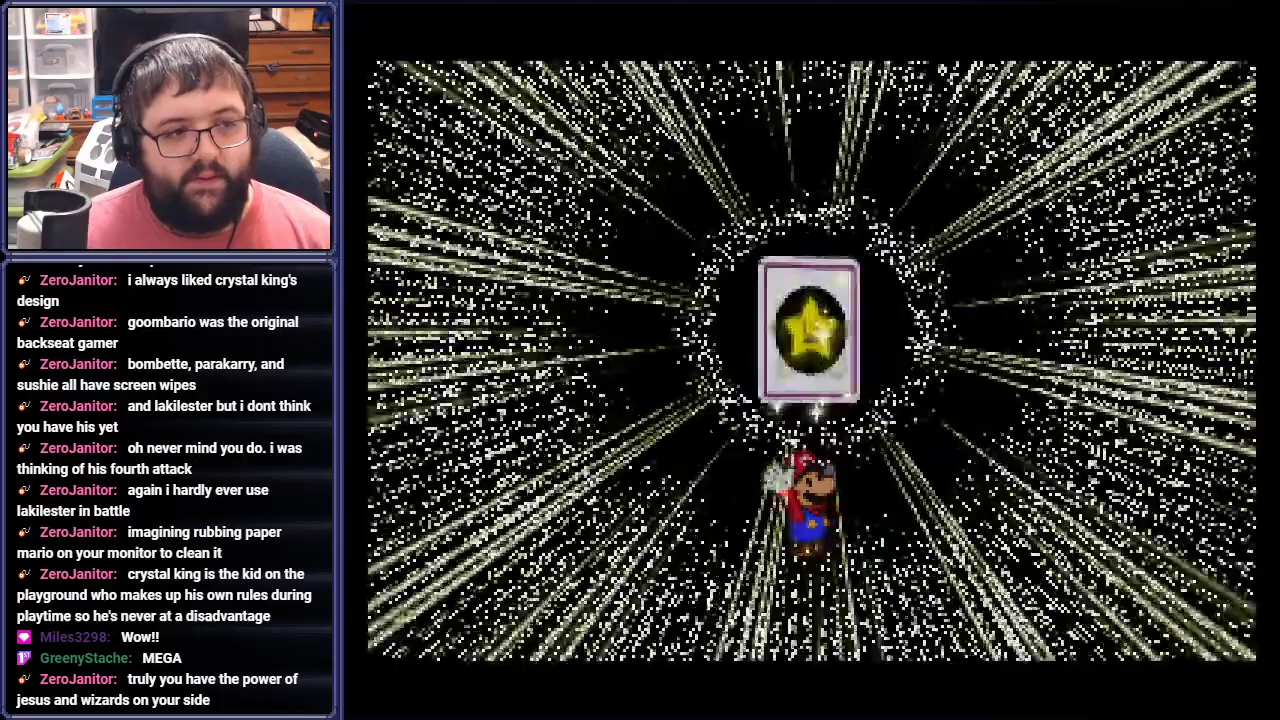 ZeroJanitor: i always liked crystal king's
design
ZeroJanitor: goombario was the original
backseat gamer
ZeroJanitor: bombette, parakarry, and
sushie all have screen wipes
ZeroJanitor: and lakilester but i dont think
you have his yet
ZeroJanitor: oh never mind you do. i was
thinking of his fourth attack
ZeroJanitor: again i hardly ever use
lakilester in battle
ZeroJanitor: imagining rubbing paper
mario on your monitor to clean it
ZeroJanitor: crystal king is the kid on the
playground who makes up his own rules during
playtime so he's never at a disadvantage
Miles3298: Wow!!
GreenyStache: MEGA
ZeroJanitor: truly you have the power of
jesus and wizards on your side